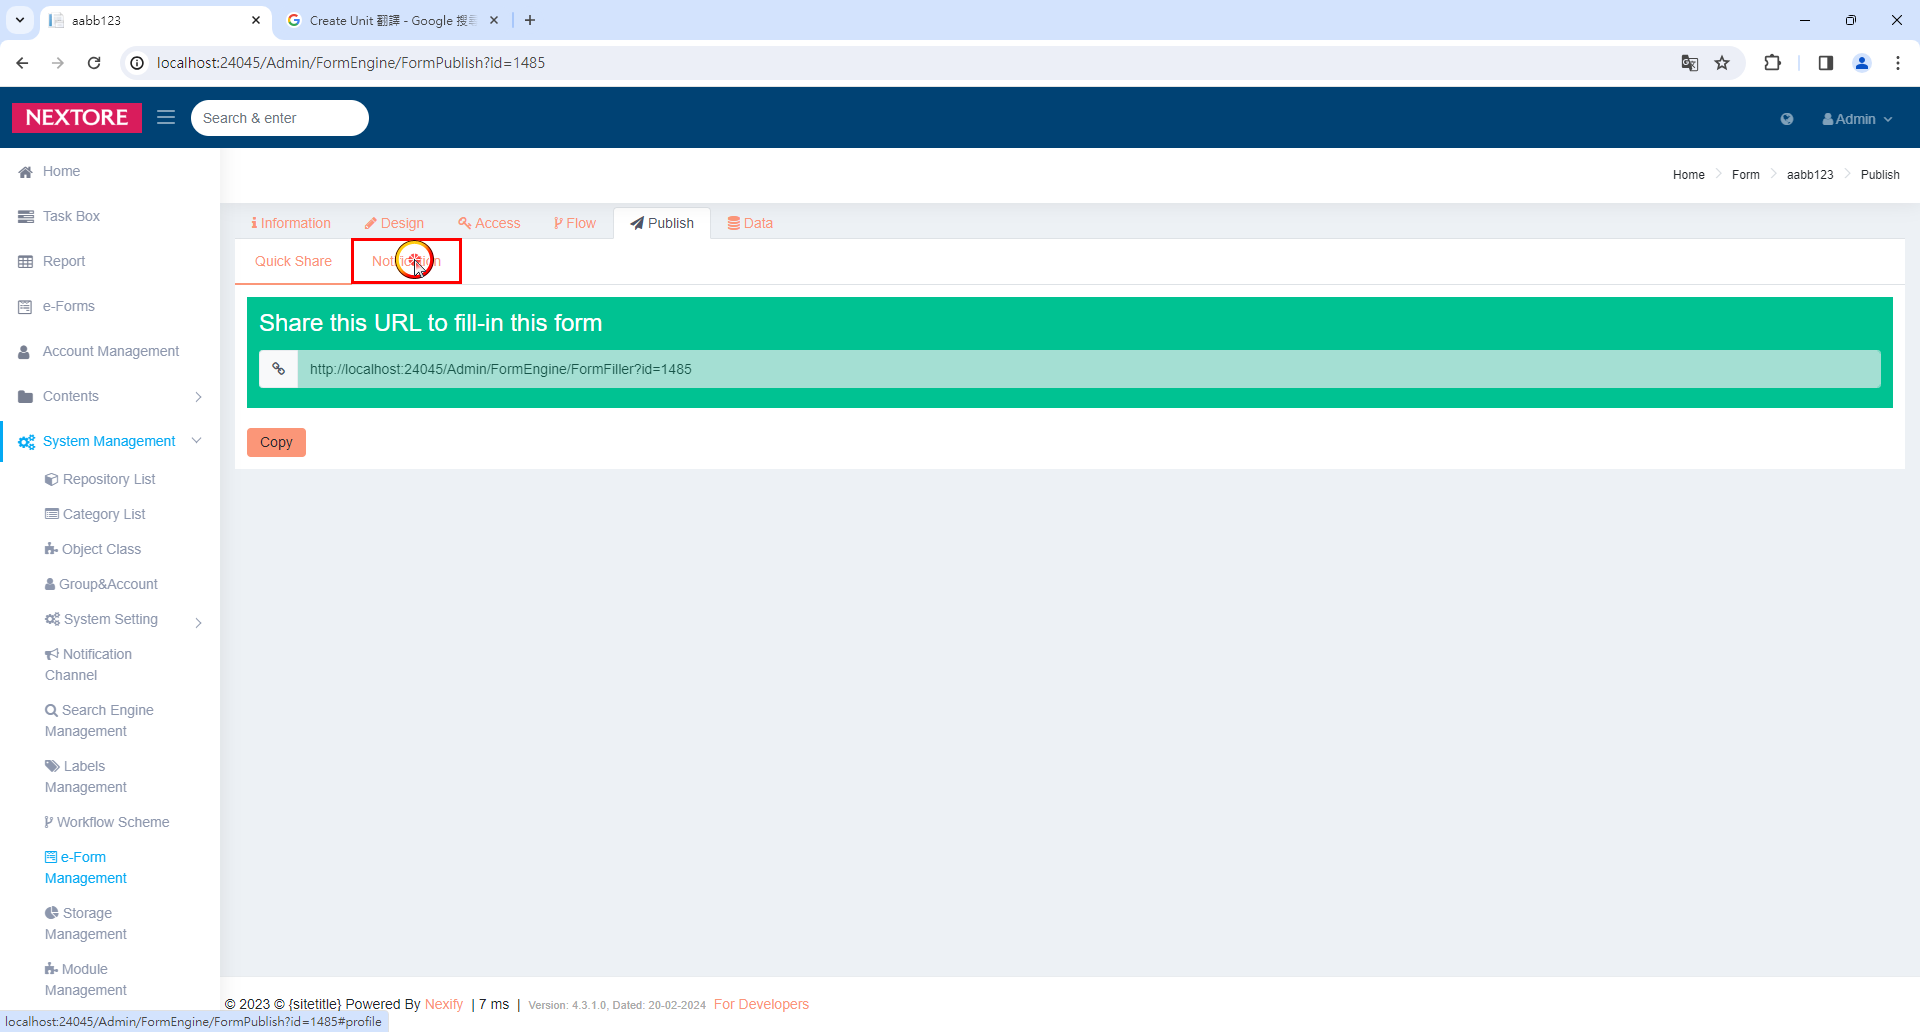 aabb123
Create Unit 翻譯 - Google 搜尋
localhost:24045/Admin/FormEngine/FormPublish?id=1485
NEXTORE
Search & enter
Admin
Home
Form
aabb123
Publish
Home
Task Box
Report
e-Forms
Account Management
Contents
System Management
Repository List
Category List
Object Class
Group&Account
System Setting
Notification
Channel
Search Engine
Management
Labels
Management
Workflow Scheme
e-Form
Management
Storage
Management
Module
Management
Information
Design
Access
Flow
Publish
Data
Quick Share
Notification
Share this URL to fill-in this form
http://localhost:24045/Admin/FormEngine/FormFiller?id=1485
Copy
© 2023 © {sitetitle} Powered By Nexify | 7 ms | Version: 4.3.1.0, Dated: 20-02-2024 For Developers
localhost:24045/Admin/FormEngine/FormPublish?id=1485#profile